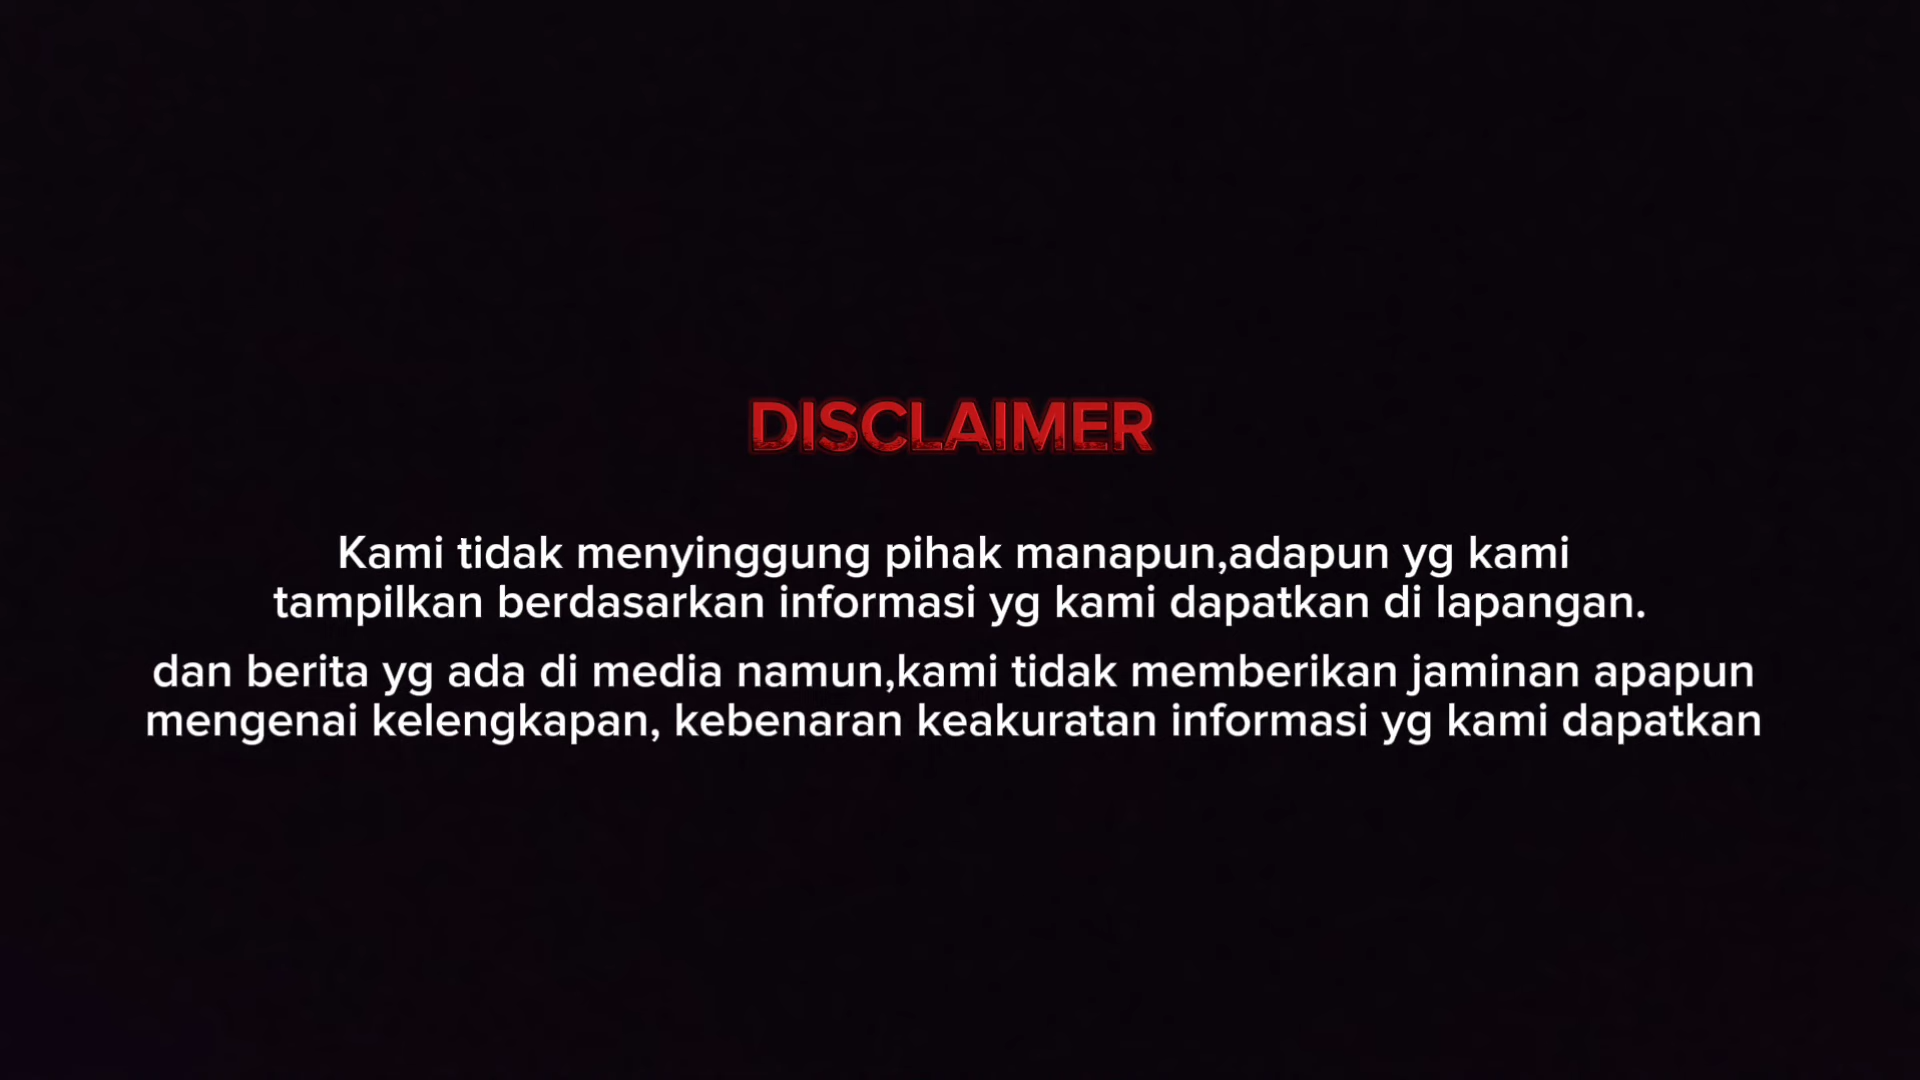 DISCLAIMER
Kami tidak menyinggung pihak manapun,adapun yg kami
tampilkan berdasarkan informasi yg kami dapatkan di lapangan.
dan berita yg ada di media namun,kami tidak memberikan jaminan apapun
mengenai kelengkapan, kebenaran keakuratan informasi yg kami dapatkan